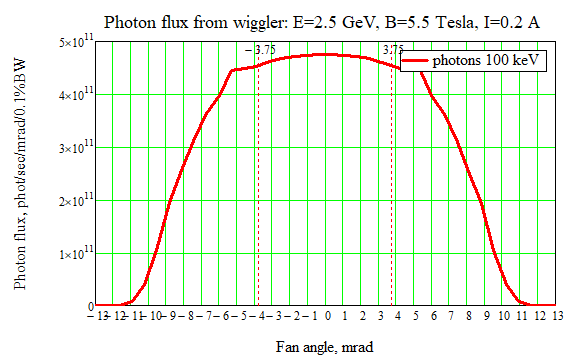 Photon flux from wiggler: E=2.5 GeV, B=5.5 Tesla, I=0.2 A
5×10¹¹
− 3.75
3.75
photons 100 keV
4×10¹¹
3×10¹¹
2×10¹¹
1×10¹¹
0
Photon flux, phot/sec/mrad/0.1%BW
− 13 − 12 − 11 − 10 − 9 − 8 − 7 − 6 − 5 − 4 − 3 − 2 − 1 0 1 2 3 4 5 6 7 8 9 10 11 12 13
Fan angle, mrad